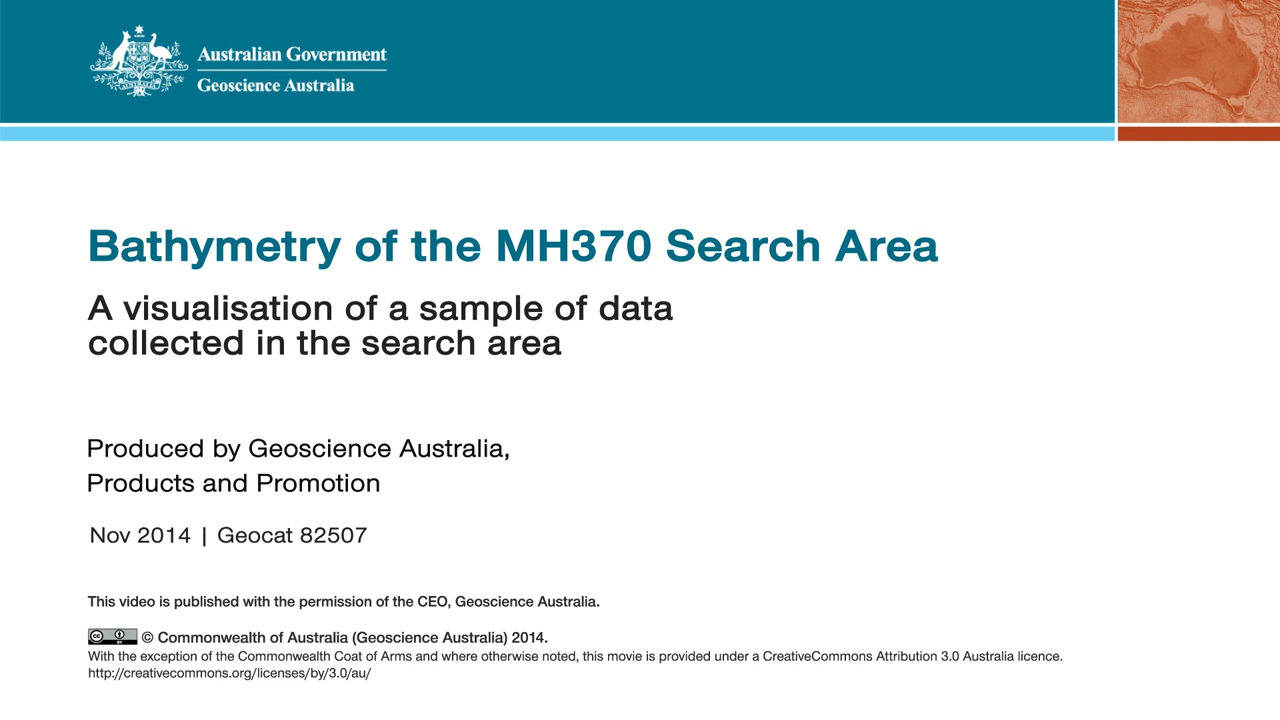 Australian Government
Geoscience Australia
Bathymetry of the MH370 Search Area
A visualisation of a sample of data
collected in the search area
Produced by Geoscience Australia,
Products and Promotion
Nov 2014 | Geocat 82507
This video is published with the permission of the CEO, Geoscience Australia.
cc BY © Commonwealth of Australia (Geoscience Australia) 2014.
With the exception of the Commonwealth Coat of Arms and where otherwise noted, this movie is provided under a CreativeCommons Attribution 3.0 Australia licence.
http://creativecommons.org/licenses/by/3.0/au/